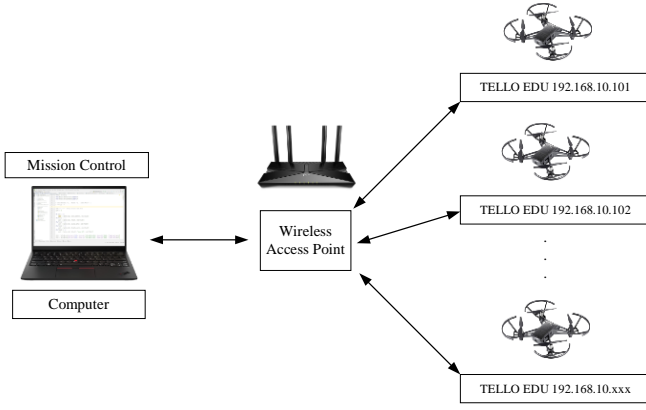 Mission Control
Computer
Wireless
Access Point
TELLO EDU 192.168.10.101
TELLO EDU 192.168.10.102
.
.
.
TELLO EDU 192.168.10.xxx